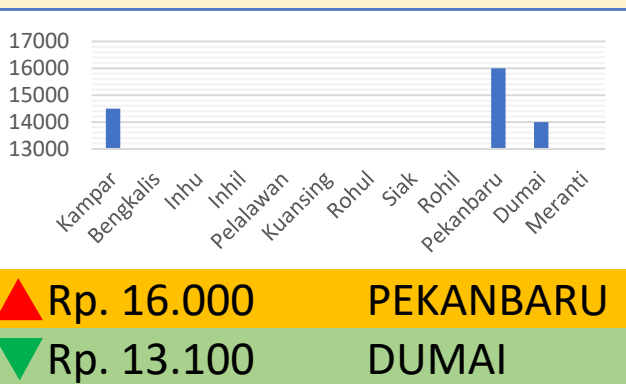 17000
16000
15000
14000
13000
Kampar Bengkalis Inhu Inhil Pelalawan Kuansing Rohul Siak Rohil Pekanbaru Dumai Meranti
Rp. 16.000 PEKANBARU
Rp. 13.100 DUMAI